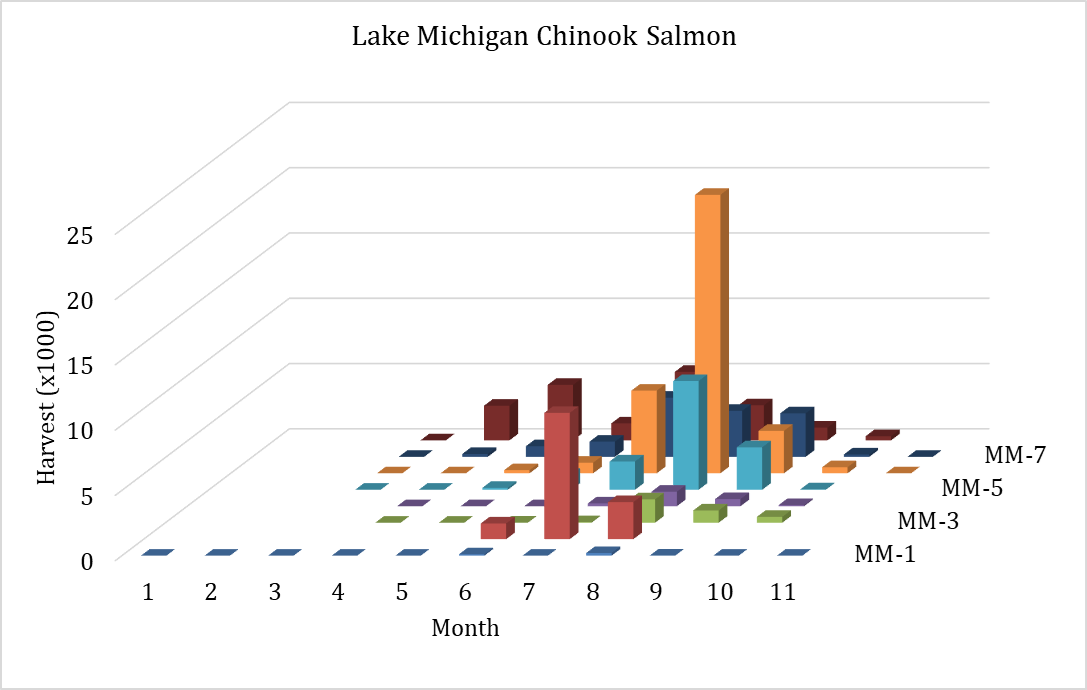 Lake Michigan Chinook Salmon
25
20
15
10
5
0
Harvest (x1000)
MM-7
MM-5
MM-3
MM-1
1 2 3 4 5 6 7 8 9 10 11
Month